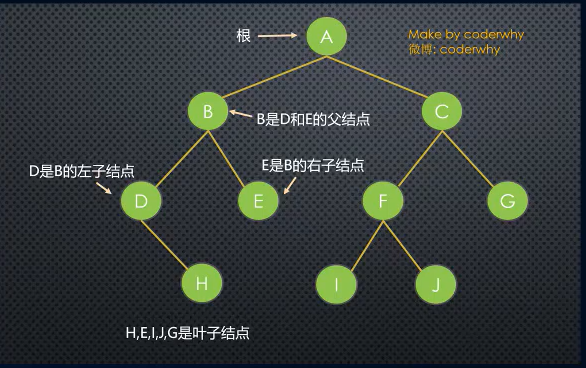 根
A
Make by coderwhy
微博: coderwhy
B
B是D和E的父结点
C
D是B的左子结点
E是B的右子结点
D
E
F
G
H
I
J
H,E,I,J,G是叶子结点